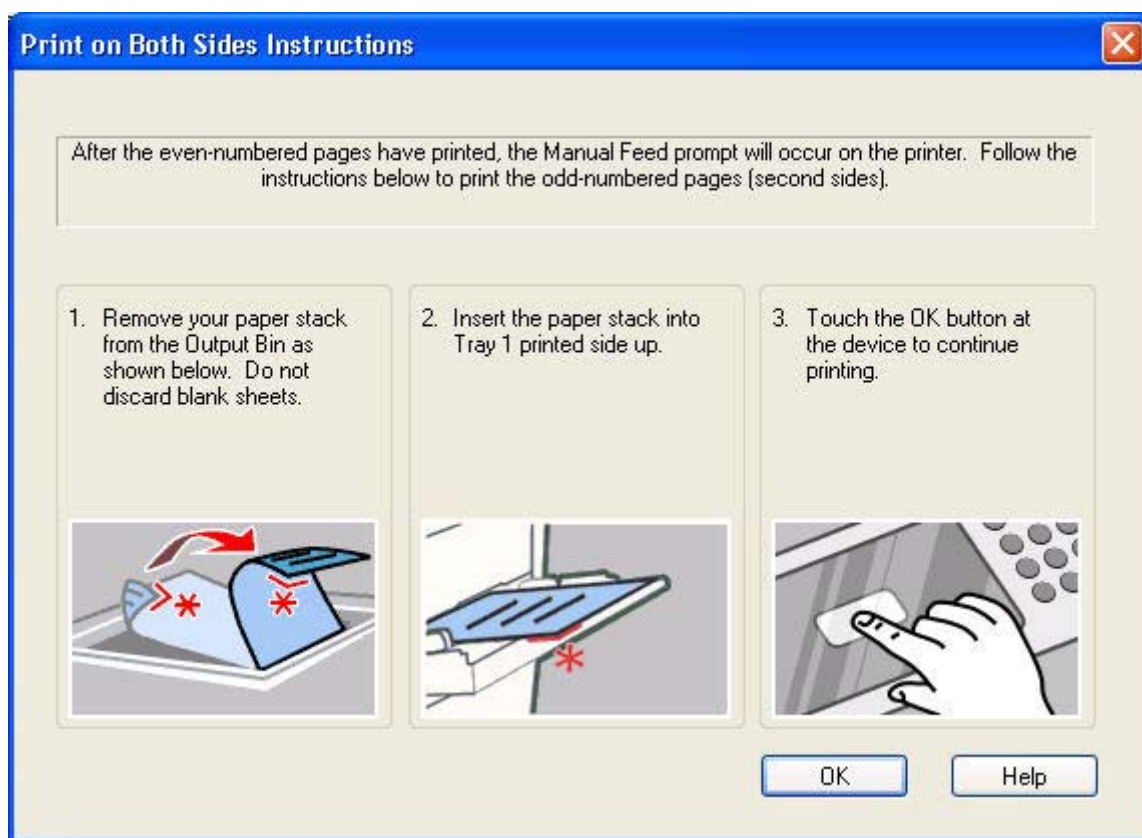 Print on Both Sides Instructions
After the even-numbered pages have printed, the Manual Feed prompt will occur on the printer. Follow the
instructions below to print the odd-numbered pages (second sides).
1. Remove your paper stack
from the Output Bin as
shown below. Do not
discard blank sheets.
2. Insert the paper stack into
Tray 1 printed side up.
3. Touch the OK button at
the device to continue
printing.
OK
Help